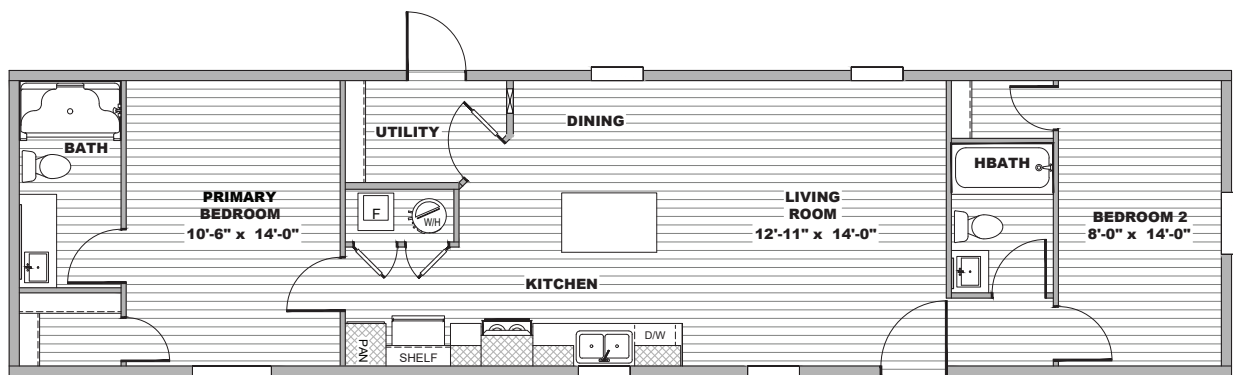 BATH
PRIMARY
BEDROOM
10'-6" x 14'-0"
UTILITY
F
W/H
DINING
KITCHEN
PAN
SHELF
D/W
LIVING
ROOM
12'-11" x 14'-0"
HBATH
BEDROOM 2
8'-0" x 14'-0"